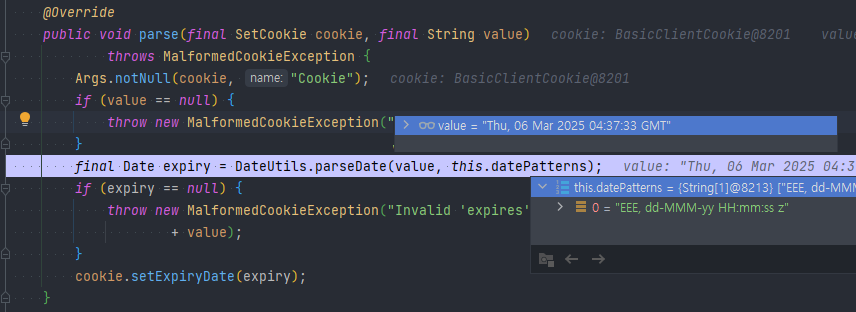 @Override
public void parse(final SetCookie cookie, final String value) cookie: BasicClientCookie@8201 value
throws MalformedCookieException {
Args.notNull(cookie, name: "Cookie"); cookie: BasicClientCookie@8201
if (value == null) {
throw new MalformedCookieException("
value = "Thu, 06 Mar 2025 04:37:33 GMT"
}
final Date expiry = DateUtils.parseDate(value, this.datePatterns); value: "Thu, 06 Mar 2025 04:3
if (expiry == null) {
this.datePatterns = {String[1]@8213} ["EEE, dd-MMM
throw new MalformedCookieException("Invalid 'expires'
0 = "EEE, dd-MMM-yy HH:mm:ss z"
+ value);
}
cookie.setExpiryDate(expiry);
}